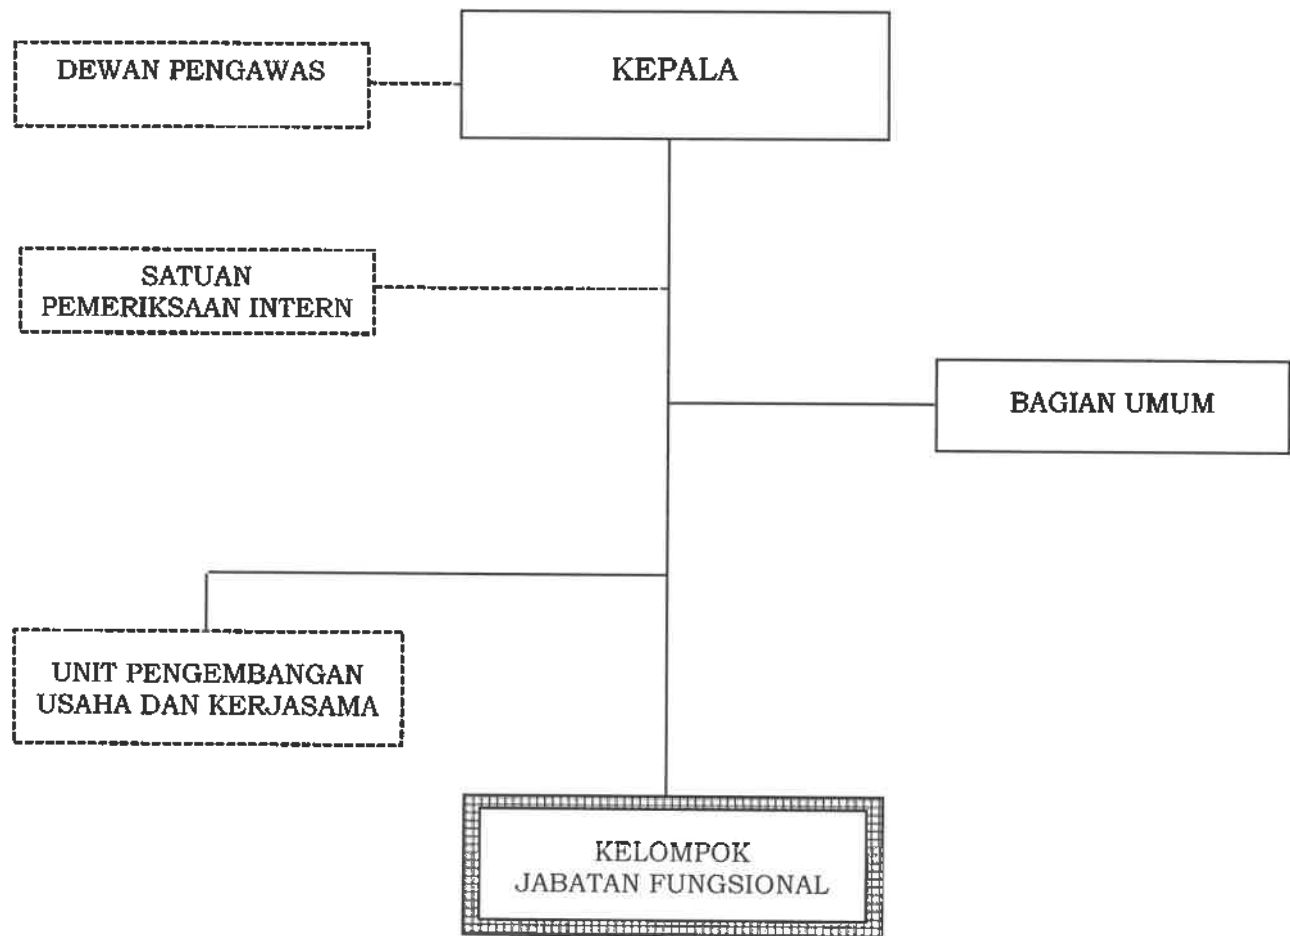 DEWAN PENGAWAS
KEPALA
SATUAN
PEMERIKSAAN INTERN
BAGIAN UMUM
UNIT PENGEMBANGAN
USAHA DAN KERJASAMA
KELOMPOK
JABATAN FUNGSIONAL